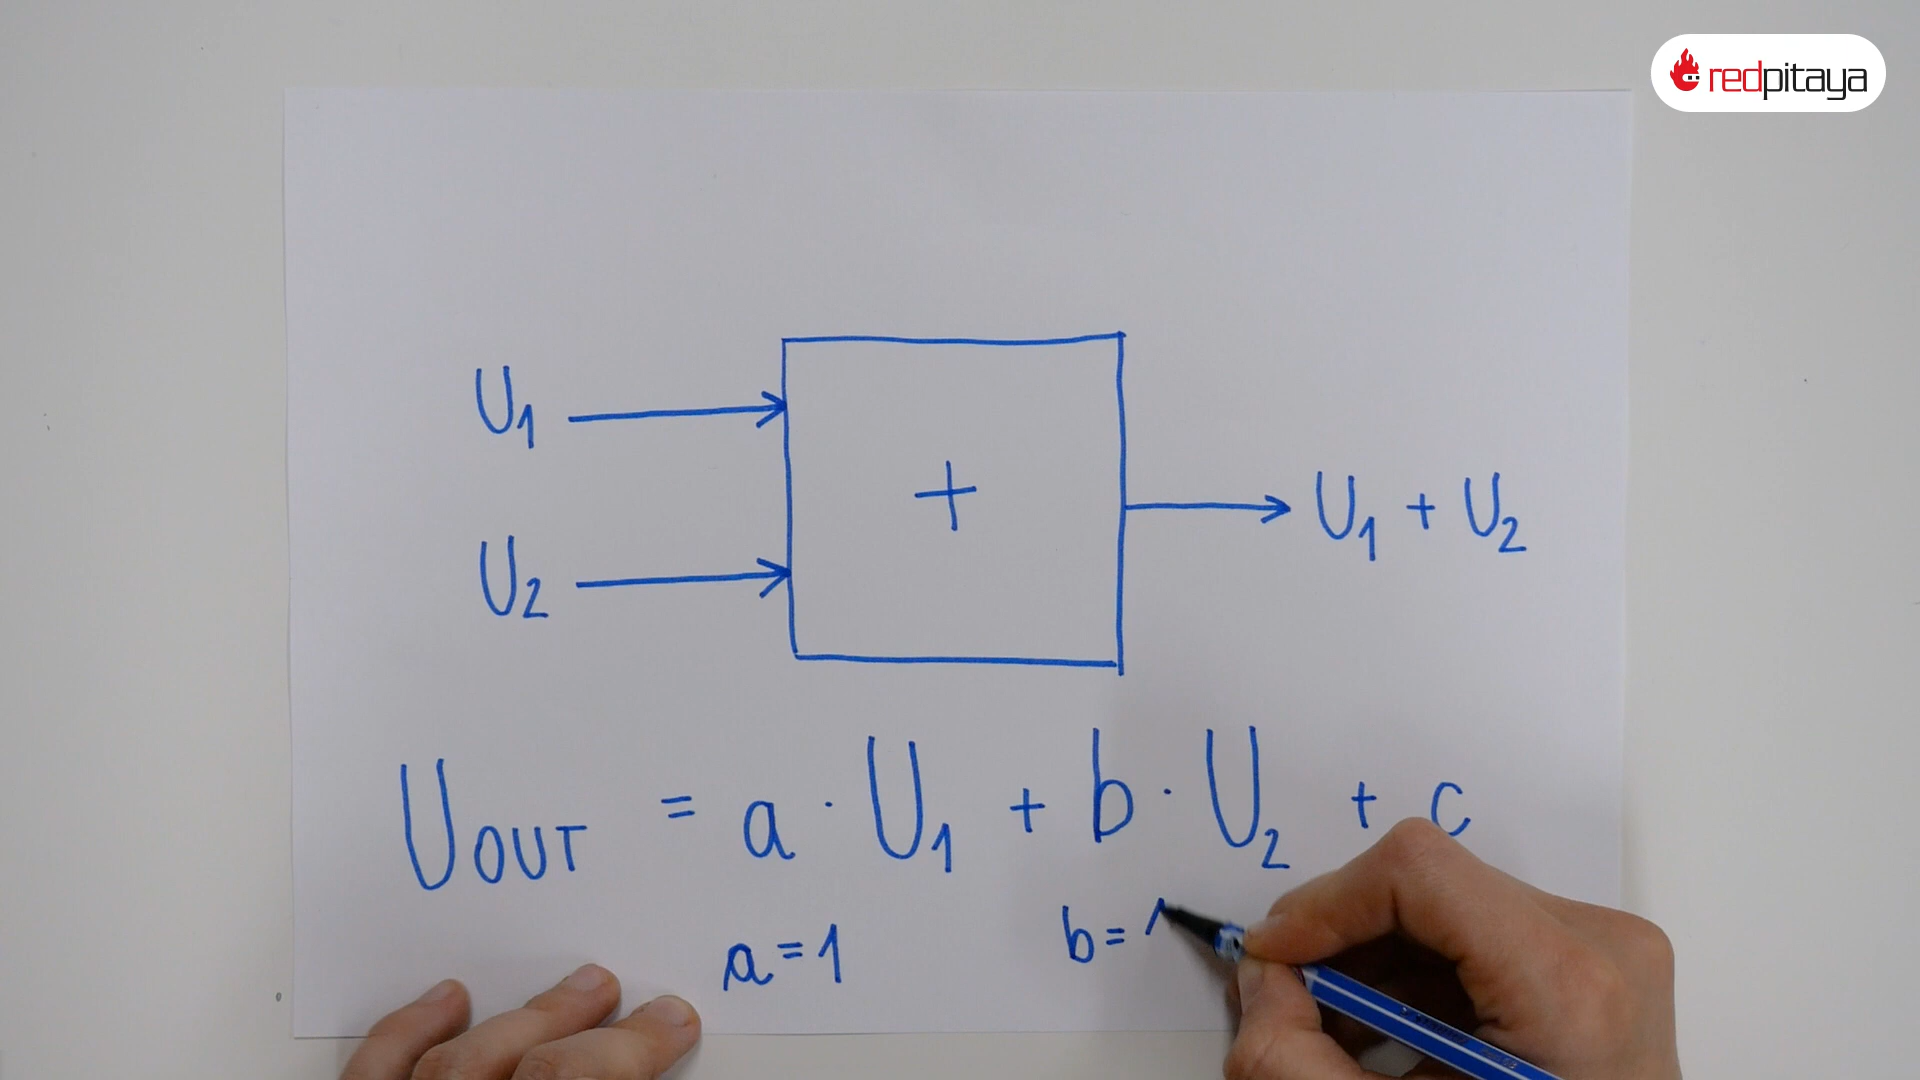 redpitaya
U1
+
U1 + U2
U2
UOUT = a · U1 + b · U2 + c
a = 1
b =